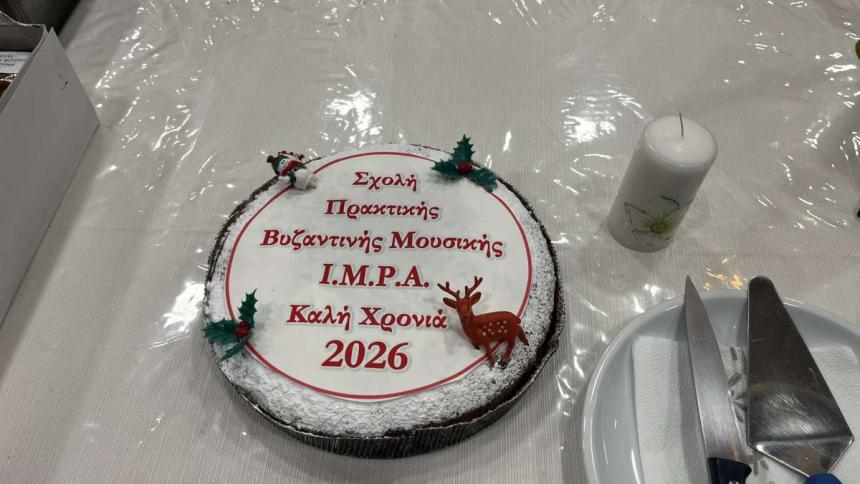 Σχολή
Πρακτικής
Βυζαντινής Μουσικής
Ι.Μ.Ρ.Α.
Καλή Χρονιά
2026